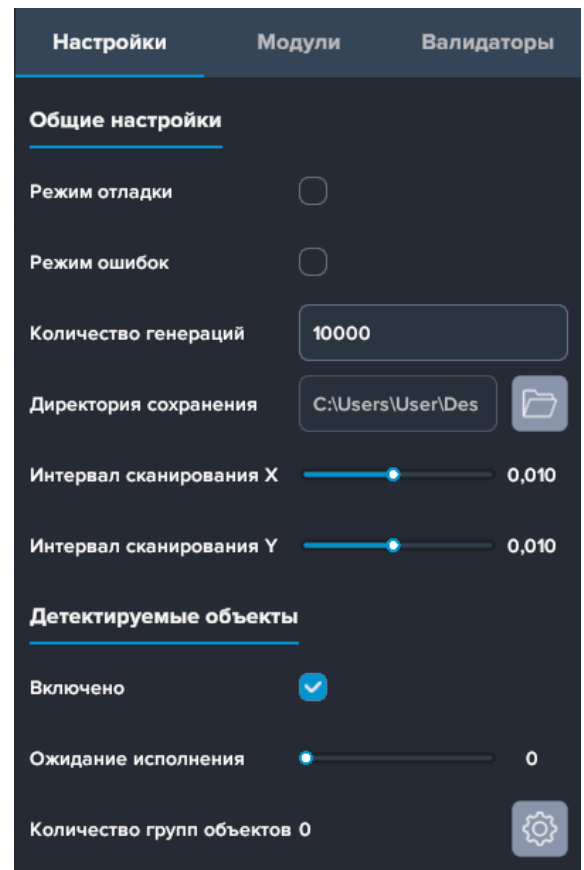 Настройки Модули Валидаторы
Общие настройки
Режим отладки
Режим ошибок
Количество генераций 10000
Директория сохранения C:\Users\User\Des
Интервал сканирования X 0,010
Интервал сканирования Y 0,010
Детектируемые объекты
Включено
Ожидание исполнения 0
Количество групп объектов 0